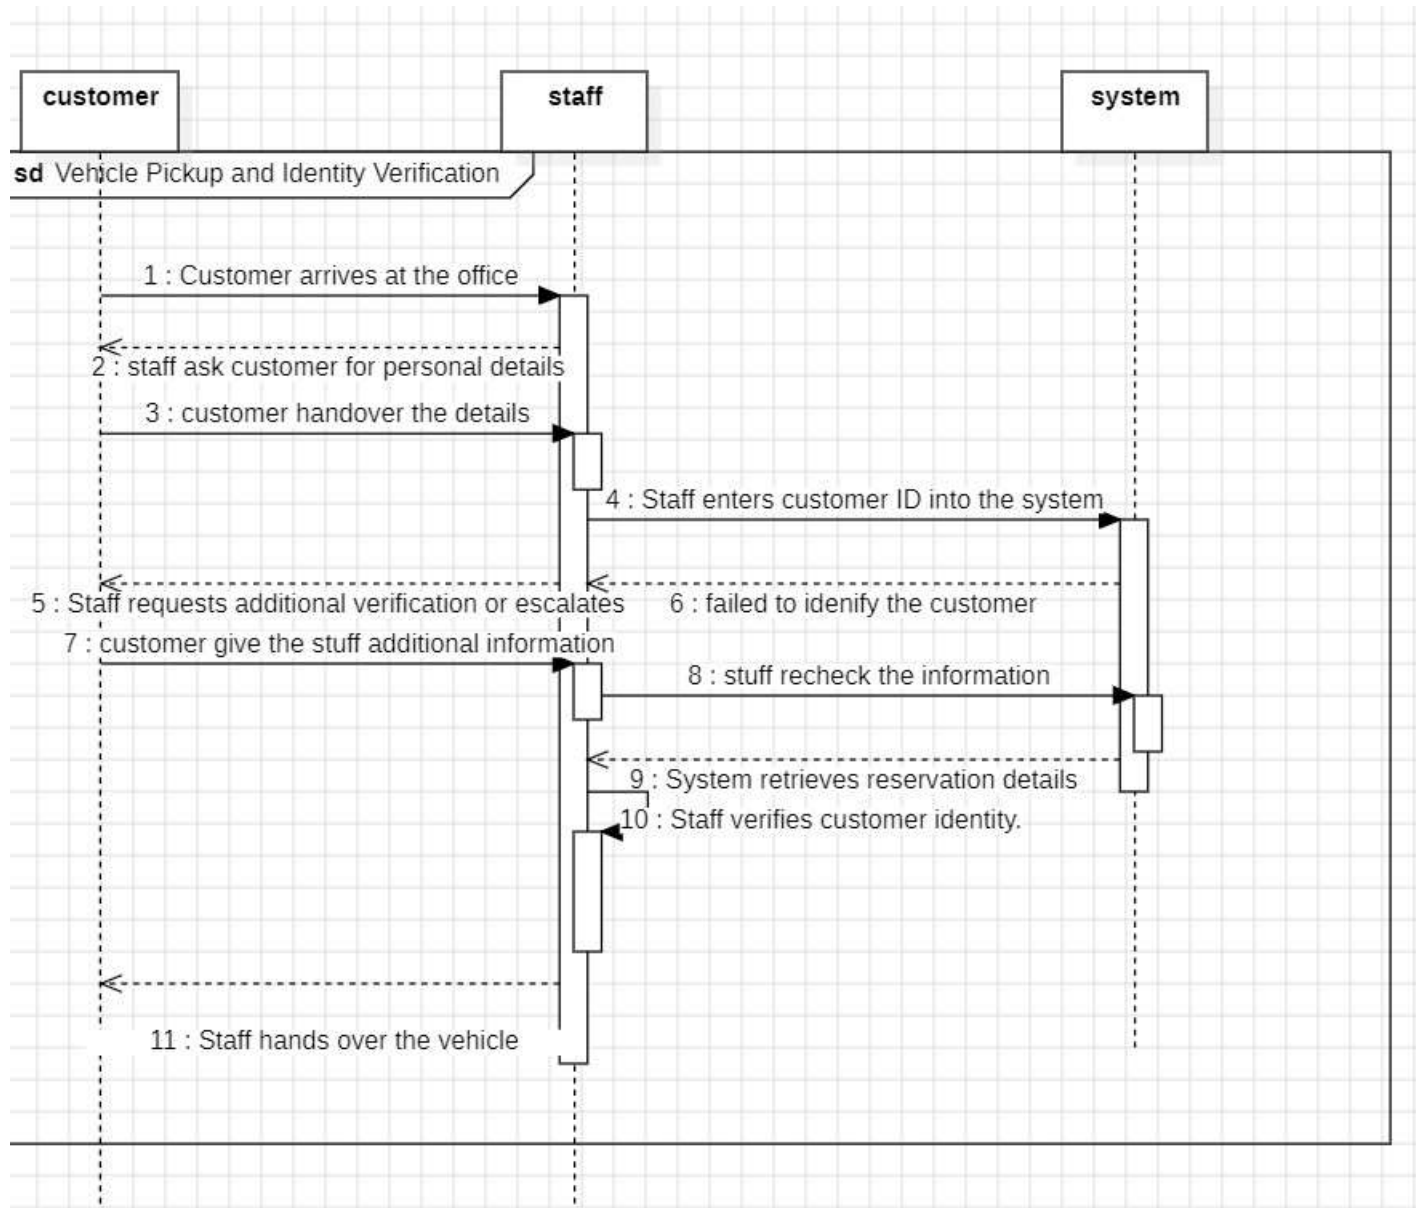 customer
staff
system
sd Vehicle Pickup and Identity Verification
1 : Customer arrives at the office
2 : staff ask customer for personal details
3 : customer handover the details
4 : Staff enters customer ID into the system
5 : Staff requests additional verification or escalates
6 : failed to idenify the customer
7 : customer give the stuff additional information
8 : stuff recheck the information
9 : System retrieves reservation details
10 : Staff verifies customer identity.
11 : Staff hands over the vehicle